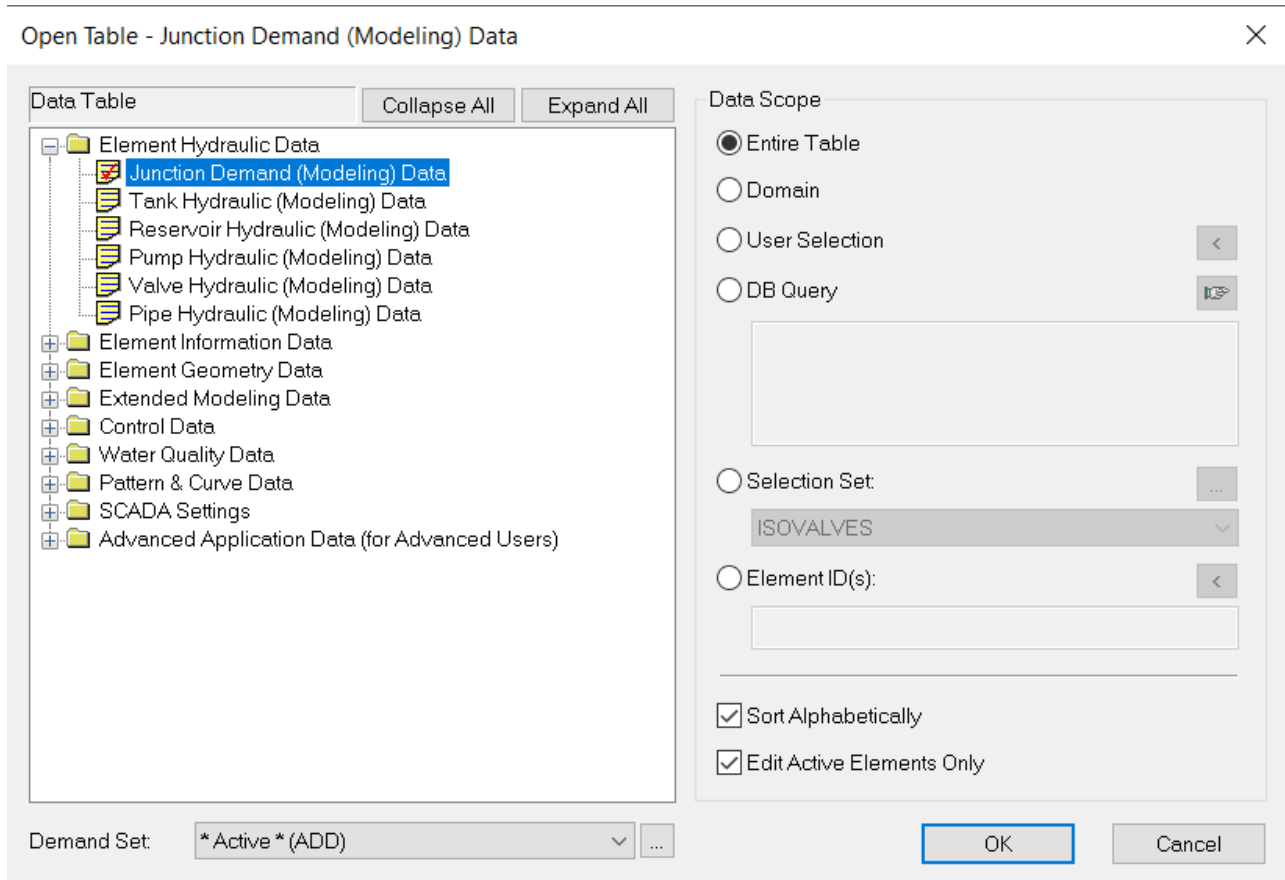 Open Table - Junction Demand (Modeling) Data
Data Table
Collapse All
Expand All
Element Hydraulic Data
Junction Demand (Modeling) Data
Tank Hydraulic (Modeling) Data
Reservoir Hydraulic (Modeling) Data
Pump Hydraulic (Modeling) Data
Valve Hydraulic (Modeling) Data
Pipe Hydraulic (Modeling) Data
Element Information Data
Element Geometry Data
Extended Modeling Data
Control Data
Water Quality Data
Pattern & Curve Data
SCADA Settings
Advanced Application Data (for Advanced Users)
Demand Set:
* Active * (ADD)
...
Data Scope
Entire Table
Domain
User Selection
<
DB Query
Selection Set:
...
ISOVALVES
Element ID(s):
<
Sort Alphabetically
Edit Active Elements Only
OK
Cancel